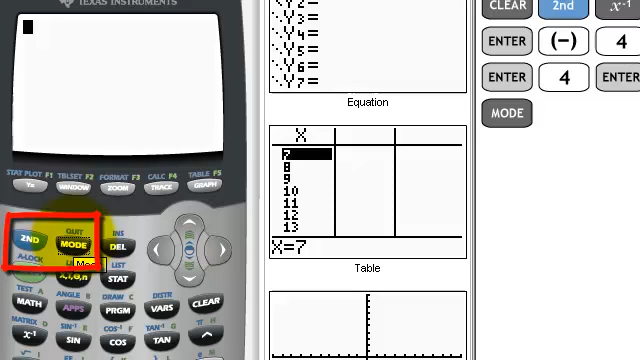 TEXAS INSTRUMENTS
STAT PLOT F1 TBLSET F2 FORMAT F3 CALC F4 TABLE F5
Y= WINDOW ZOOM TRACE GRAPH
QUIT INS
2ND MODE DEL
A-LOCK LIST
Mode
X,T,Θ,n STAT
TEST A ANGLE B DRAW C DISTR
MATH APPS PRGM VARS CLEAR
MATRIX D SIN⁻¹ E COS⁻¹ F TAN⁻¹ G
x⁻¹ SIN COS TAN ^
\Y2=
\Y3=
\Y4=
\Y5=
\Y6=
\Y7=
Equation
X
7
8
9
10
11
12
13
X=7
Table
CLEAR 2nd x⁻¹
ENTER (−) 4
ENTER 4 ENTER
MODE